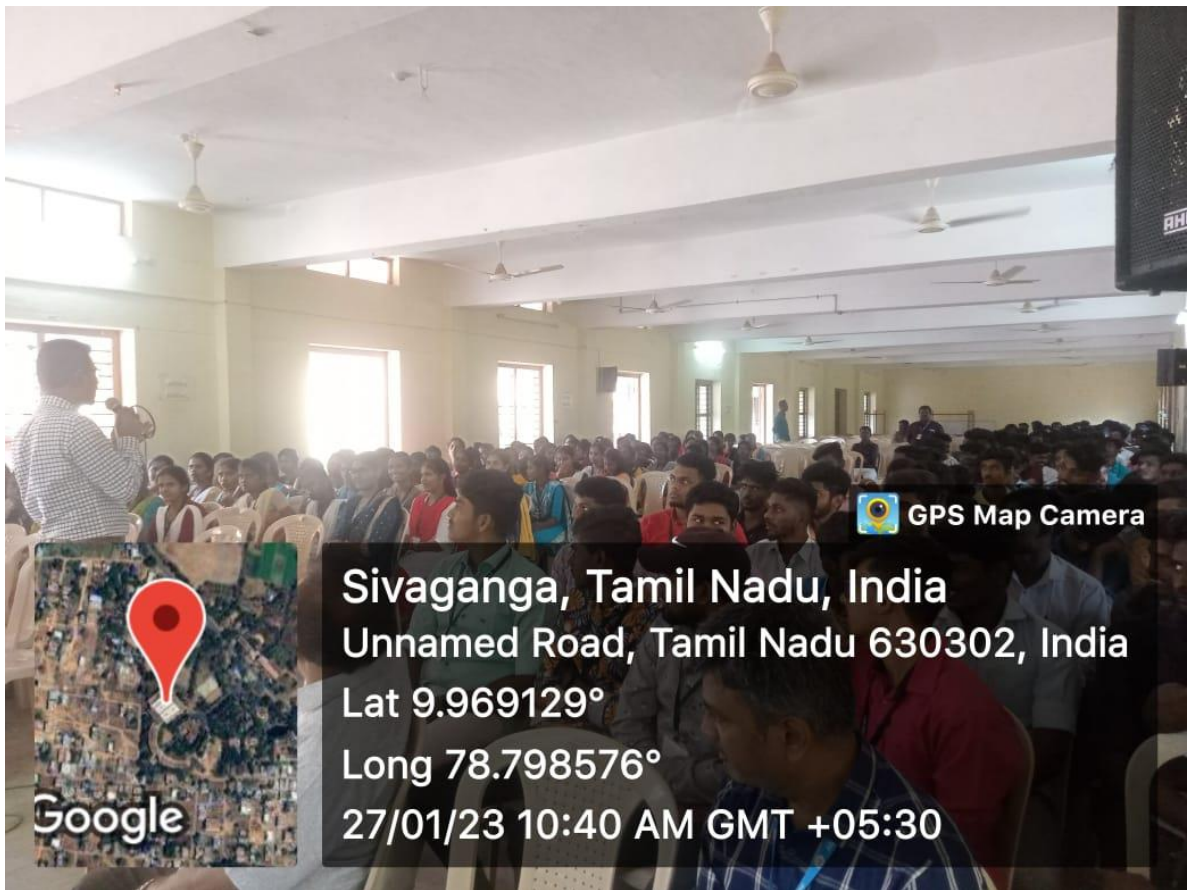 GPS Map Camera
Sivaganga, Tamil Nadu, India
Unnamed Road, Tamil Nadu 630302, India
Lat 9.969129°
Long 78.798576°
27/01/23 10:40 AM GMT +05:30
Google